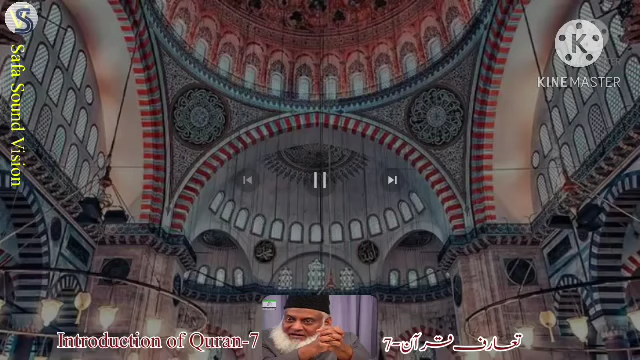 Safa Sound Vision
KINEMASTER
Introduction of Quran-7
تعارف قرآن-7